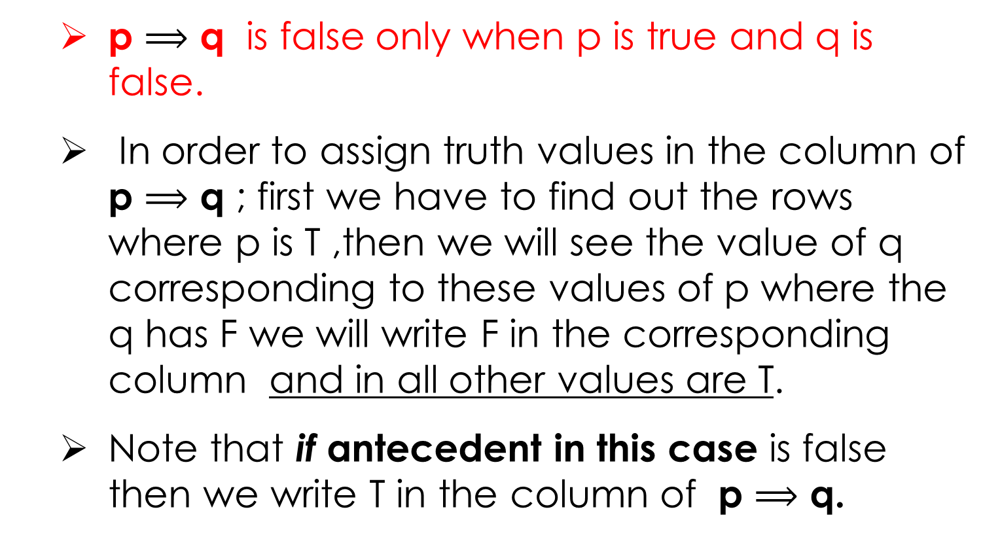 ➢ p ⟹ q is false only when p is true and q is
false.
➢ In order to assign truth values in the column of
p ⟹ q ; first we have to find out the rows
where p is T ,then we will see the value of q
corresponding to these values of p where the
q has F we will write F in the corresponding
column and in all other values are T.
➢ Note that if antecedent in this case is false
then we write T in the column of p ⟹ q.